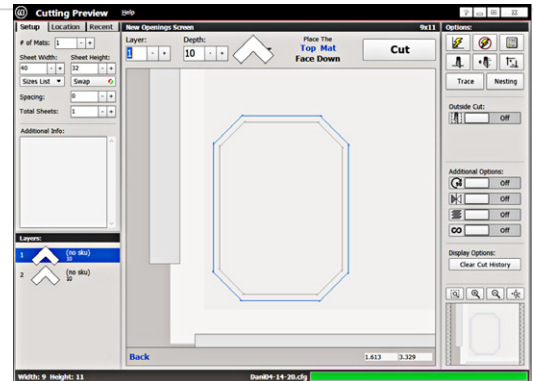 Cutting Preview Help
Setup Location Recent
# of Mats: 1 - +
Sheet Width: Sheet Height:
40 - + 32 - +
Sizes List Swap
Spacing: 0 - +
Total Sheets: 1 - +
Additional Info:
Layers:
1 (no sku)
10
2 (no sku)
10
New Openings Screen 9x11
Layer: Depth:
1 - + 10 - +
Place The
Top Mat
Face Down
Cut
Back 1.613 3.329
Options:
Trace Nesting
Outside Cut:
Off
Additional Options:
Off
Off
Off
Off
Display Options:
Clear Cut History
Width: 9 Height: 11 Dani04-14-20.cfg